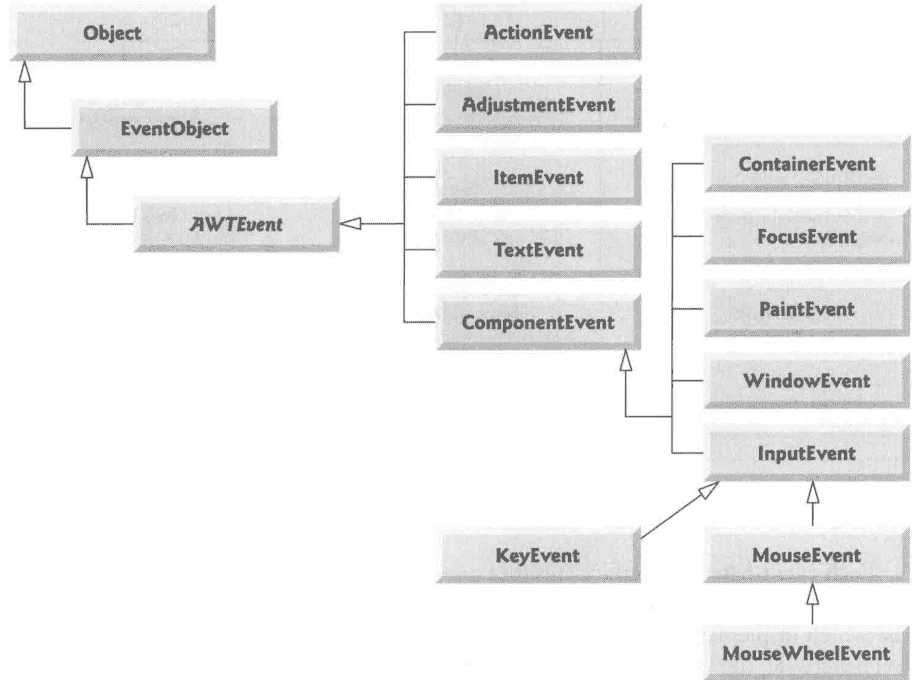 Object
EventObject
AWTEvent
ActionEvent
AdjustmentEvent
ItemEvent
TextEvent
ComponentEvent
ContainerEvent
FocusEvent
PaintEvent
WindowEvent
InputEvent
KeyEvent
MouseEvent
MouseWheelEvent